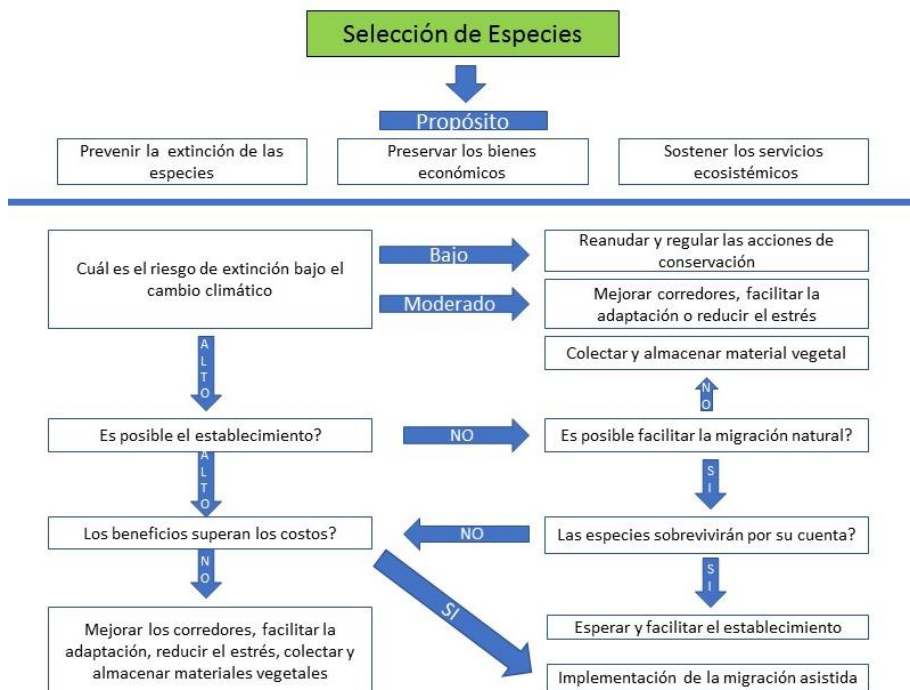 Selección de Especies
Propósito
Prevenir la extinción de las
especies
Preservar los bienes
económicos
Sostener los servicios
ecosistémicos
Cuál es el riesgo de extinción bajo el
cambio climático
Bajo
Reanudar y regular las acciones de
conservación
Moderado
Mejorar corredores, facilitar la
adaptación o reducir el estrés
Colectar y almacenar material vegetal
ALTO
NO
Es posible el establecimiento?
NO
Es posible facilitar la migración natural?
ALTO
SI
Los beneficios superan los costos?
NO
Las especies sobrevivirán por su cuenta?
NO
SI
SI
Mejorar los corredores, facilitar la
adaptación, reducir el estrés, colectar y
almacenar materiales vegetales
Esperar y facilitar el establecimiento
Implementación de la migración asistida